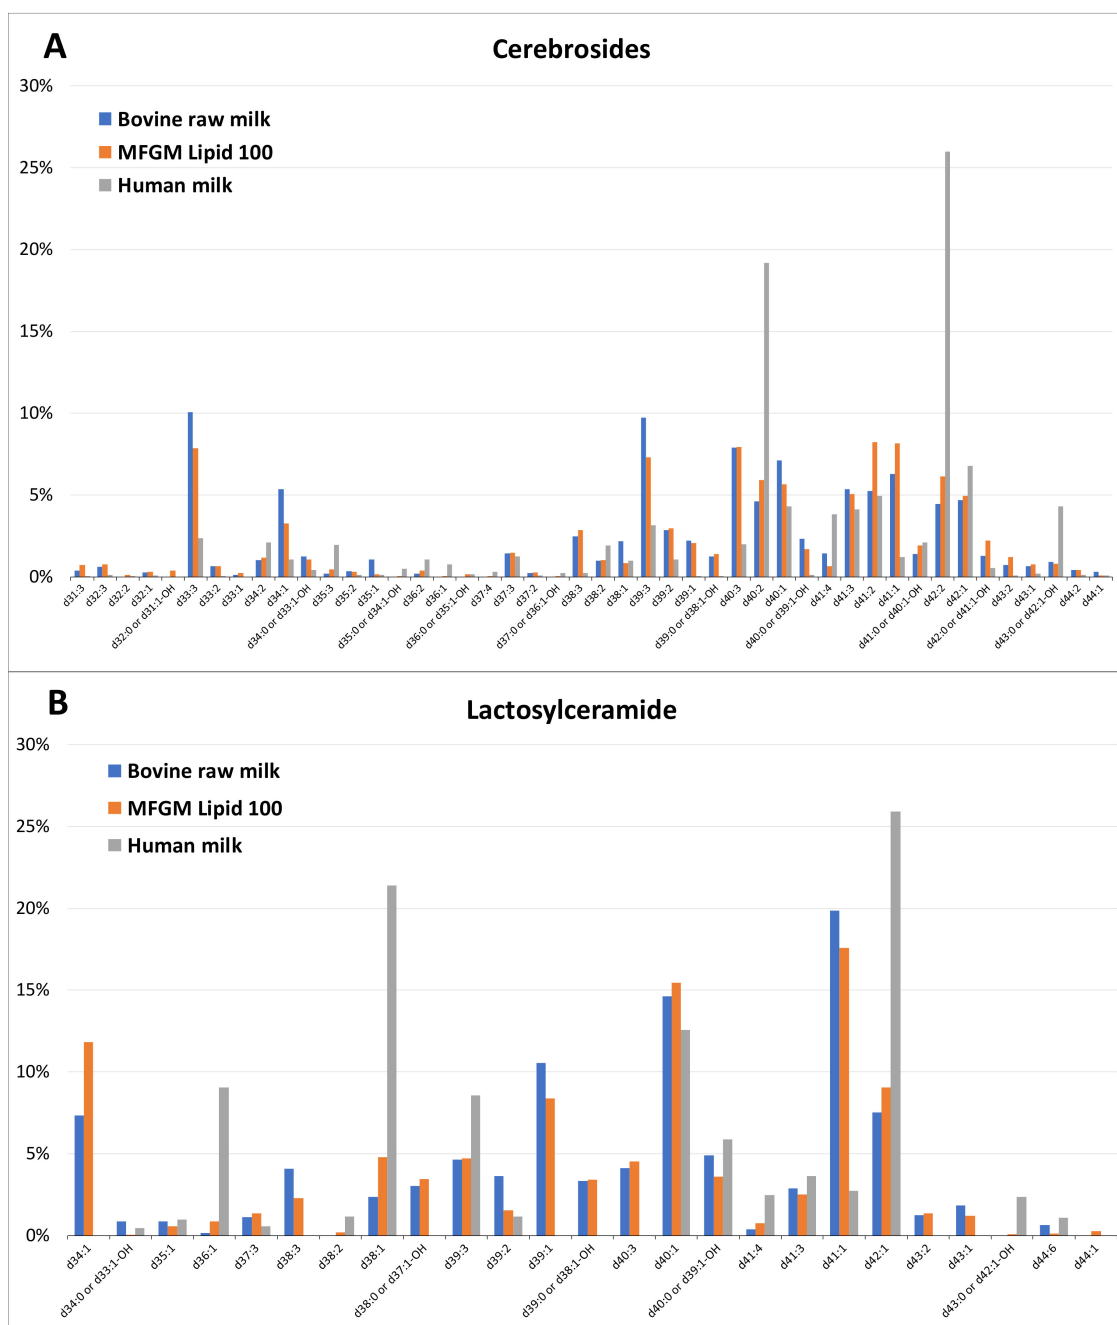 A
Cerebrosides
30%
Bovine raw milk
MFGM Lipid 100
25%
Human milk
20%
15%
10%
5%
0%
d31:3
d32:3
d32:2
d32:1
d32:0 or d31:1-OH
d33:3
d33:2
d33:1
d34:2
d34:1
d34:0 or d33:1-OH
d35:3
d35:2
d35:1
d35:0 or d34:1-OH
d36:2
d36:1
d36:0 or d35:1-OH
d37:4
d37:3
d37:2
d37:0 or d36:1-OH
d38:3
d38:2
d38:1
d39:3
d39:2
d39:1
d39:0 or d38:1-OH
d40:3
d40:2
d40:1
d40:0 or d39:1-OH
d41:4
d41:3
d41:2
d41:1
d41:0 or d40:1-OH
d42:2
d42:1
d42:0 or d41:1-OH
d43:2
d43:1
d43:0 or d42:1-OH
d44:2
d44:1
B
Lactosylceramide
30%
Bovine raw milk
MFGM Lipid 100
25%
Human milk
20%
15%
10%
5%
0%
d34:1
d34:0 or d33:1-OH
d35:1
d36:1
d37:3
d38:3
d38:2
d38:1
d38:0 or d37:1-OH
d39:3
d39:2
d39:1
d39:0 or d38:1-OH
d40:3
d40:1
d40:0 or d39:1-OH
d41:4
d41:3
d41:1
d42:1
d43:2
d43:1
d43:0 or d42:1-OH
d44:6
d44:1